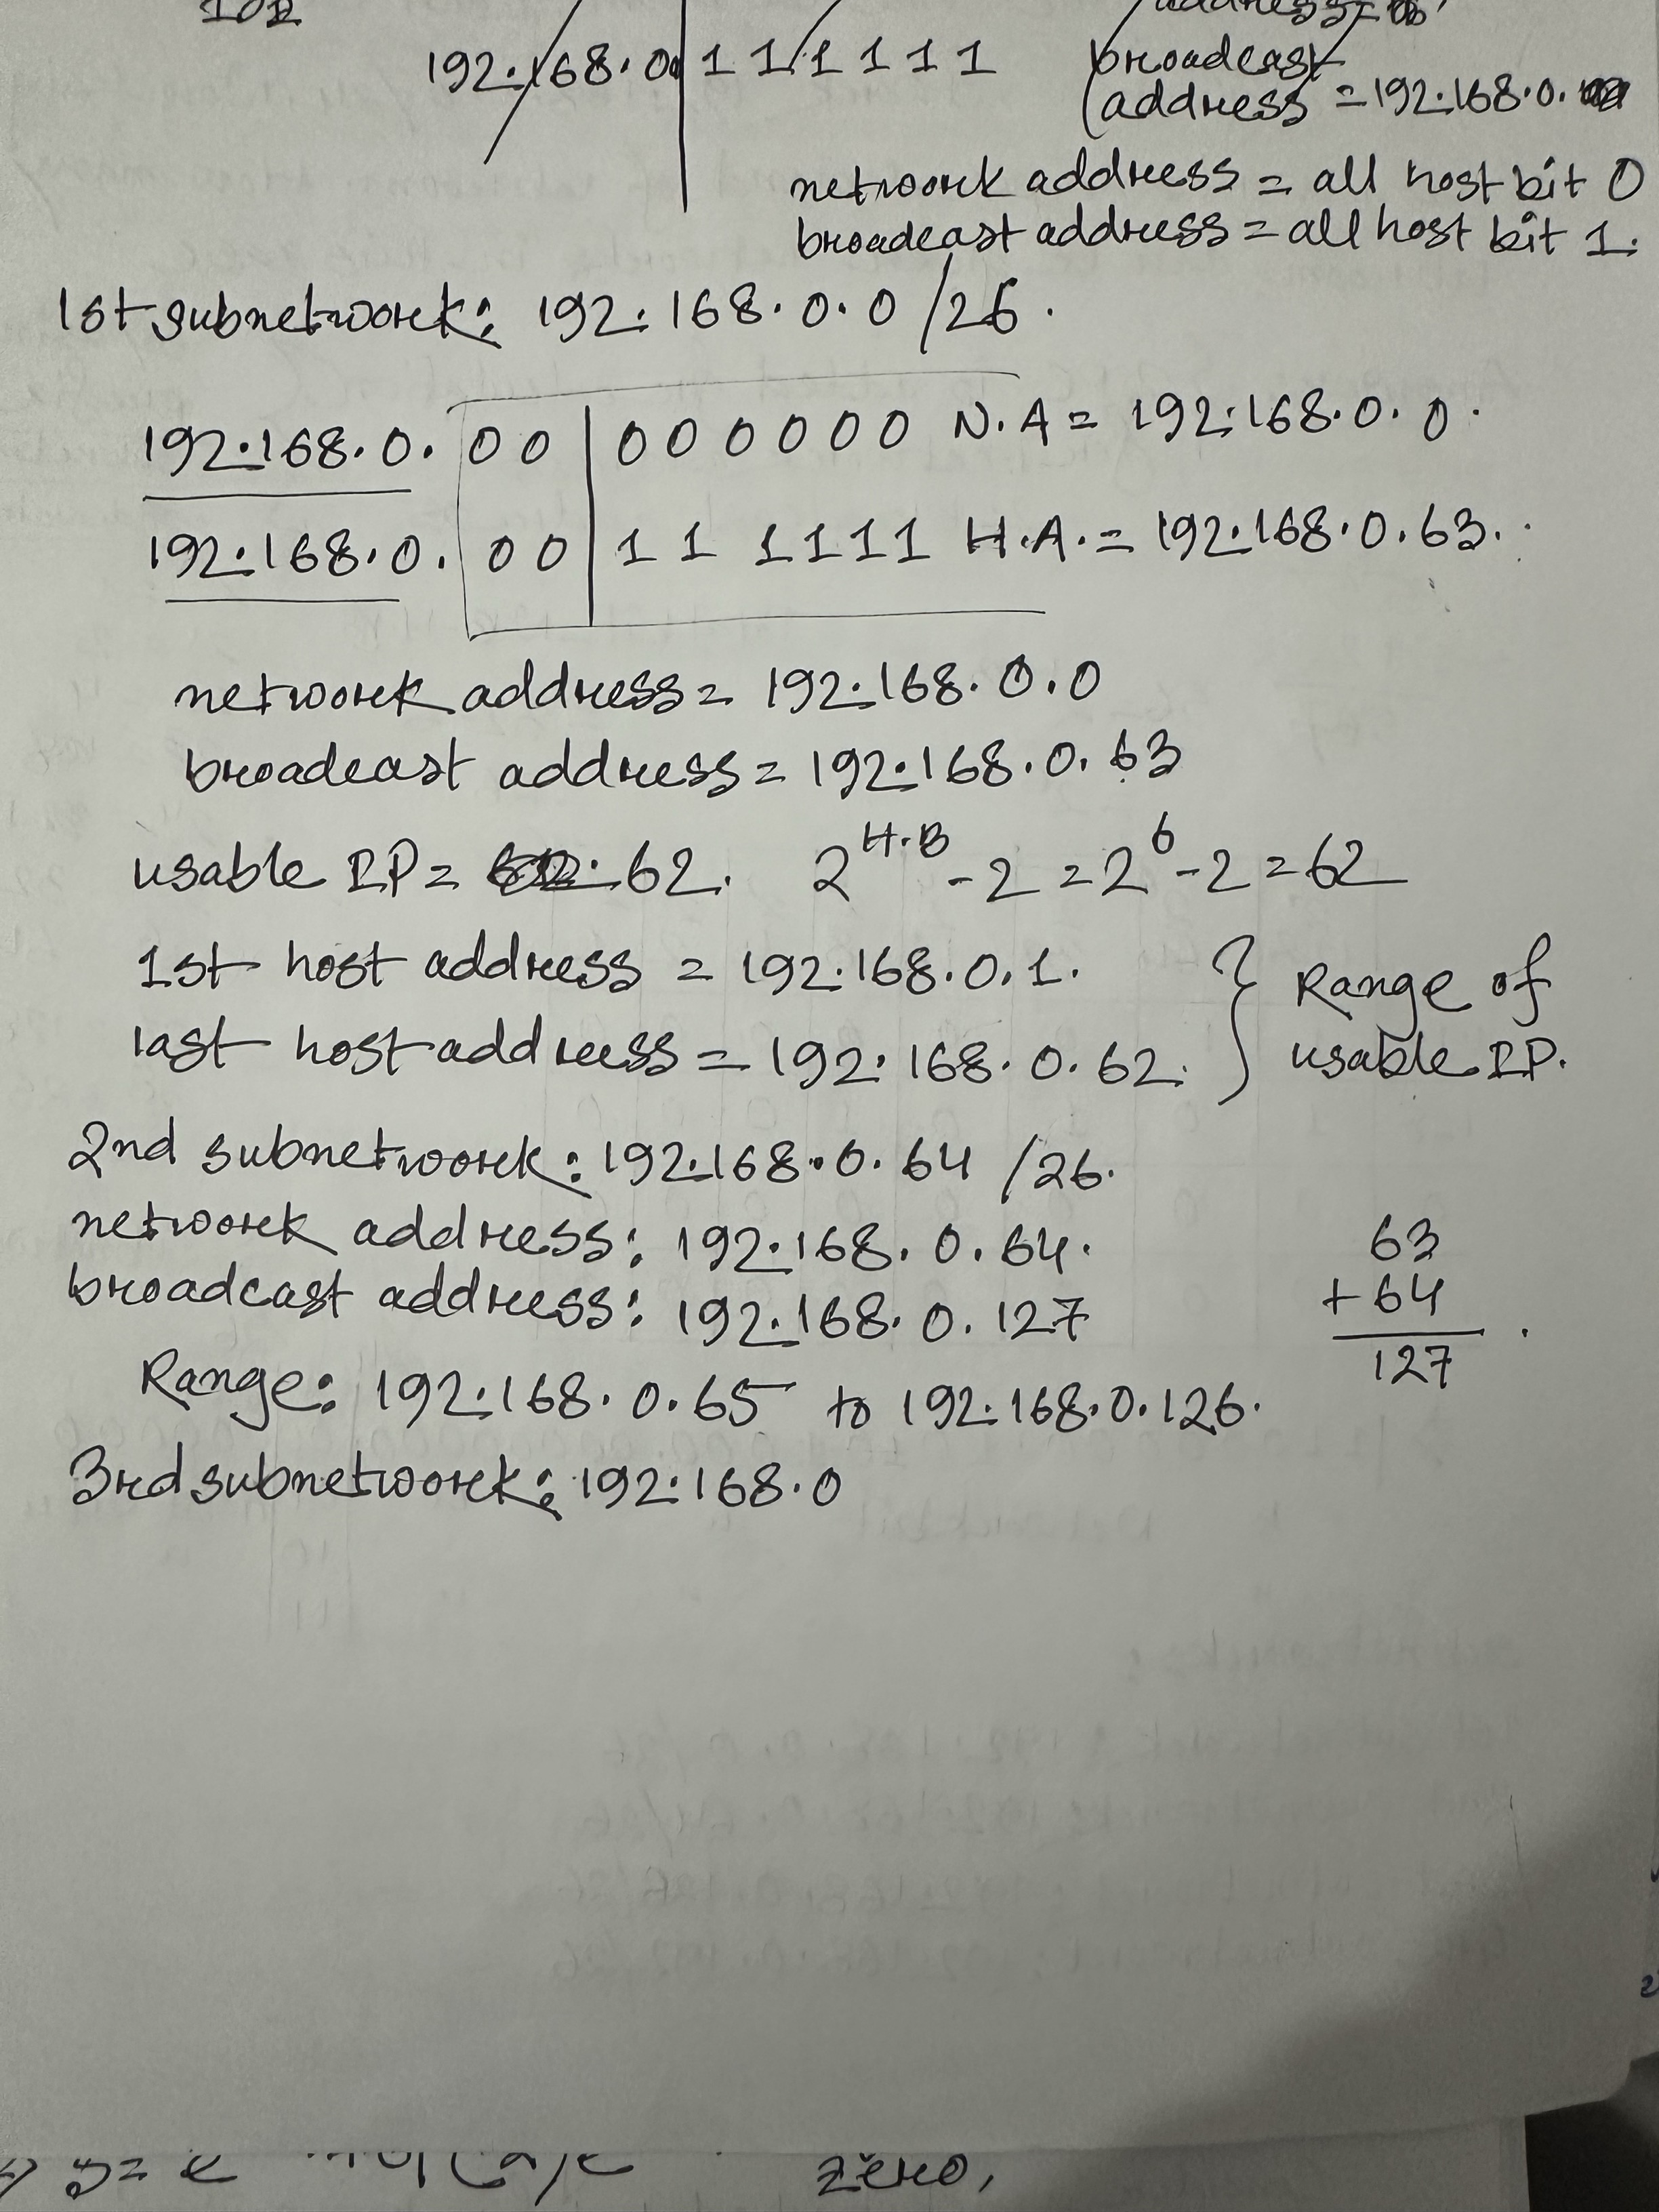 102
address=
192.168.0. 1 1 1 1 1 1
broadcast
address = 192.168.0.
network address = all host bit 0
broadcast address = all host bit 1.
1st subnetwork: 192.168.0.0 /26.
192.168.0. 00 | 000000 N.A = 192.168.0.0.
192.168.0. 00 | 11 1111 H.A. = 192.168.0.63.
network address = 192.168.0.0
broadcast address = 192.168.0.63
usable IP = 62. 2^H.B - 2 = 2^6 - 2 = 62
1st host address = 192.168.0.1. } Range of
last host address = 192.168.0.62. usable IP.
2nd subnetwork: 192.168.0.64 /26.
network address: 192.168.0.64. 63
broadcast address: 192.168.0.127 +64
Range: 192.168.0.65 to 192.168.0.126. 127
3rd subnetwork: 192.168.0
zero,